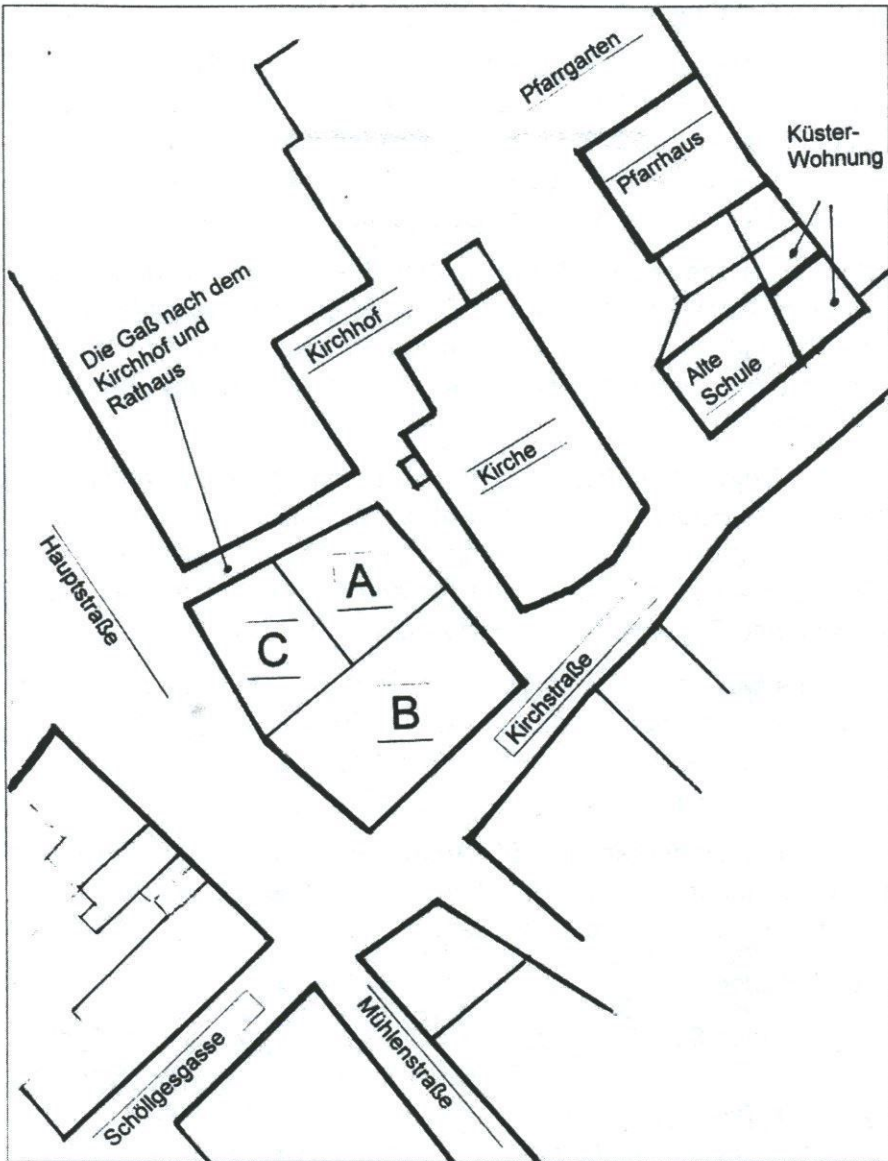 Pfarrgarten
Pfarrhaus
Küster-
Wohnung
Die Gaß nach dem
Kirchhof und
Rathaus
Kirchhof
Alte
Schule
Kirche
Hauptstraße
A
C
B
Kirchstraße
Mühlenstraße
Schöllgesgasse